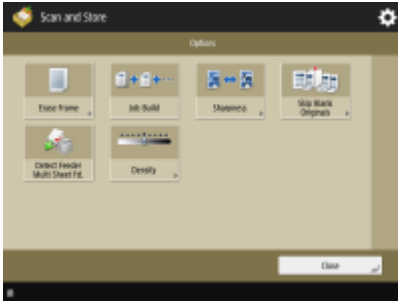 Scan and Store
Options
Erase Frame
Job Build
Sharpness
Skip Blank
Originals
Detect Feeder
Multi Sheet Fd.
Density
Close